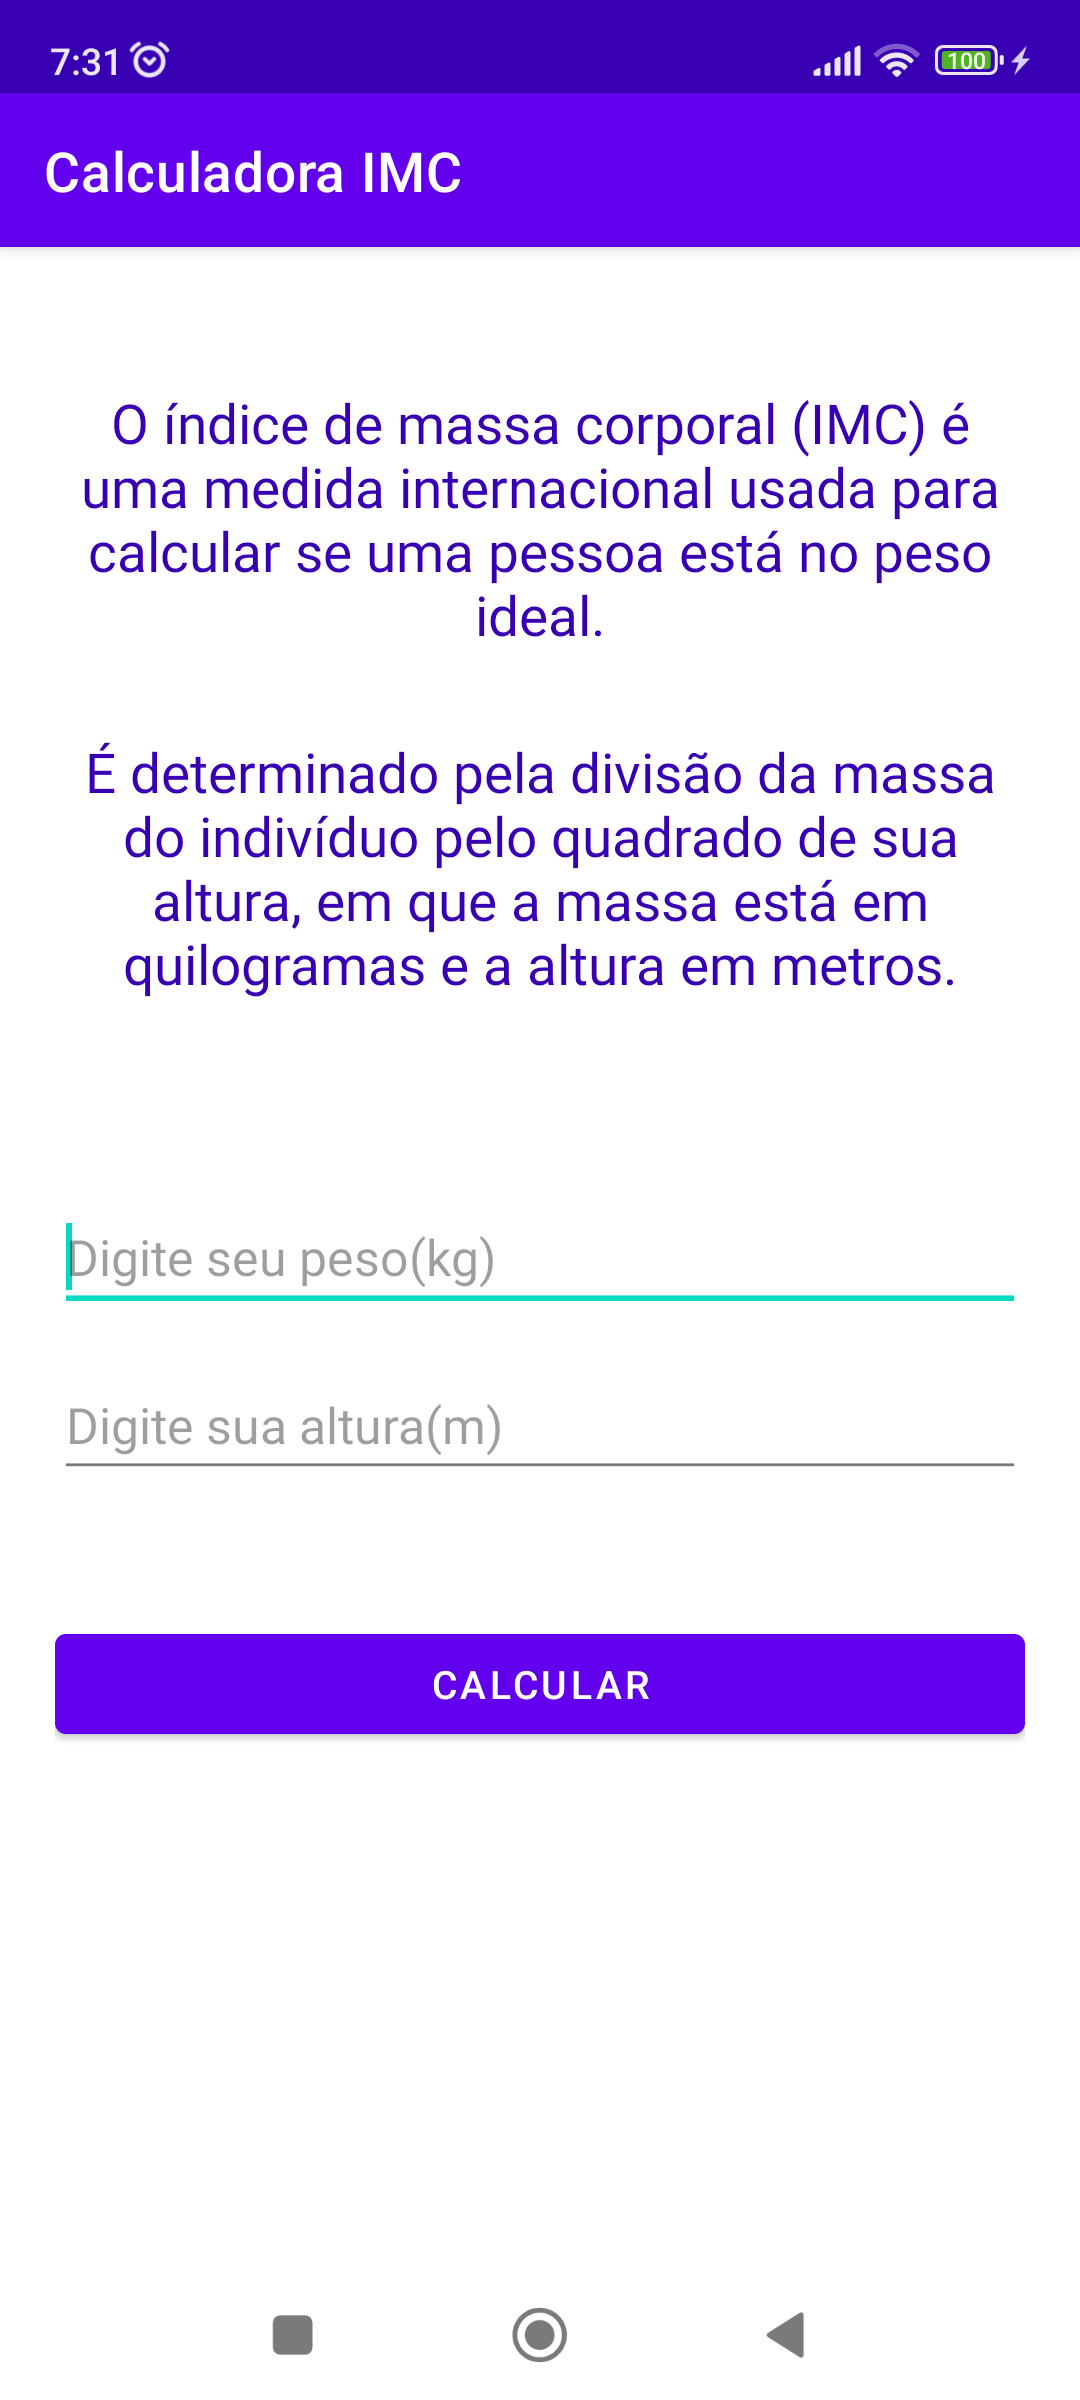 7:31
100
Calculadora IMC
O índice de massa corporal (IMC) é
uma medida internacional usada para
calcular se uma pessoa está no peso
ideal.
É determinado pela divisão da massa
do indivíduo pelo quadrado de sua
altura, em que a massa está em
quilogramas e a altura em metros.
Digite seu peso(kg)
Digite sua altura(m)
CALCULAR